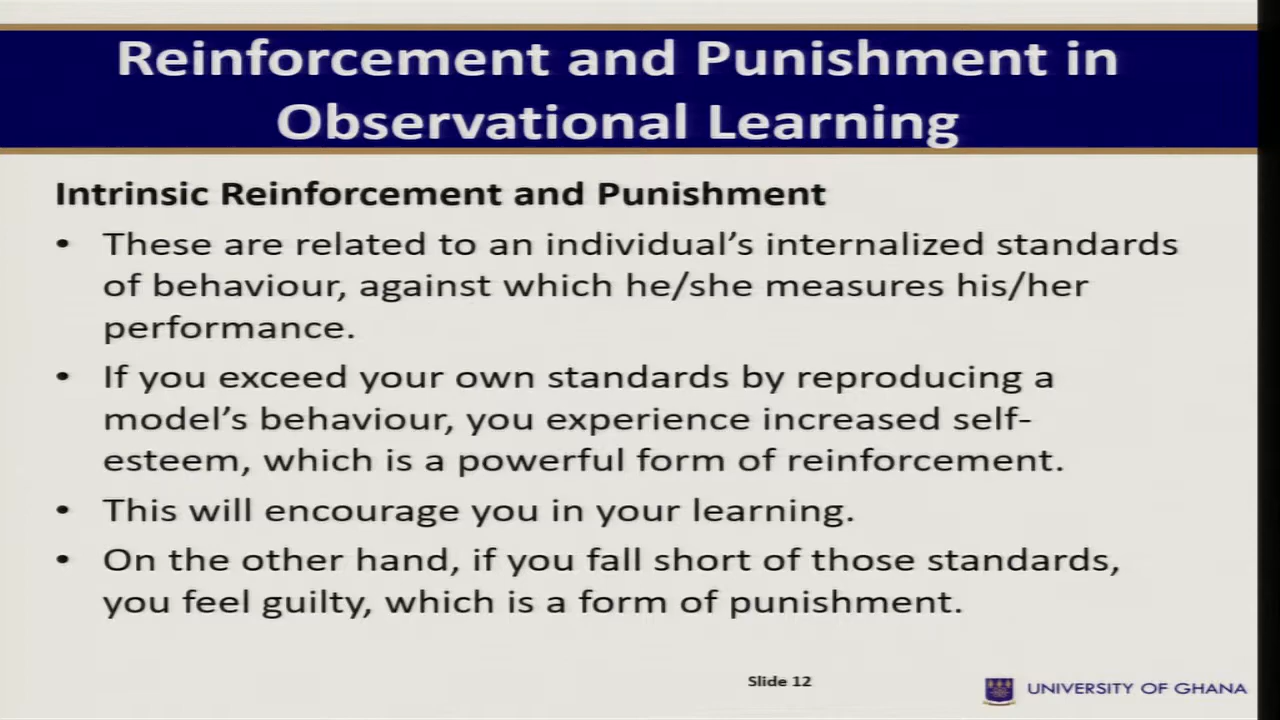 Reinforcement and Punishment in
Observational Learning
Intrinsic Reinforcement and Punishment
• These are related to an individual’s internalized standards
of behaviour, against which he/she measures his/her
performance.
• If you exceed your own standards by reproducing a
model’s behaviour, you experience increased self-
esteem, which is a powerful form of reinforcement.
• This will encourage you in your learning.
• On the other hand, if you fall short of those standards,
you feel guilty, which is a form of punishment.
Slide 12
UNIVERSITY OF GHANA